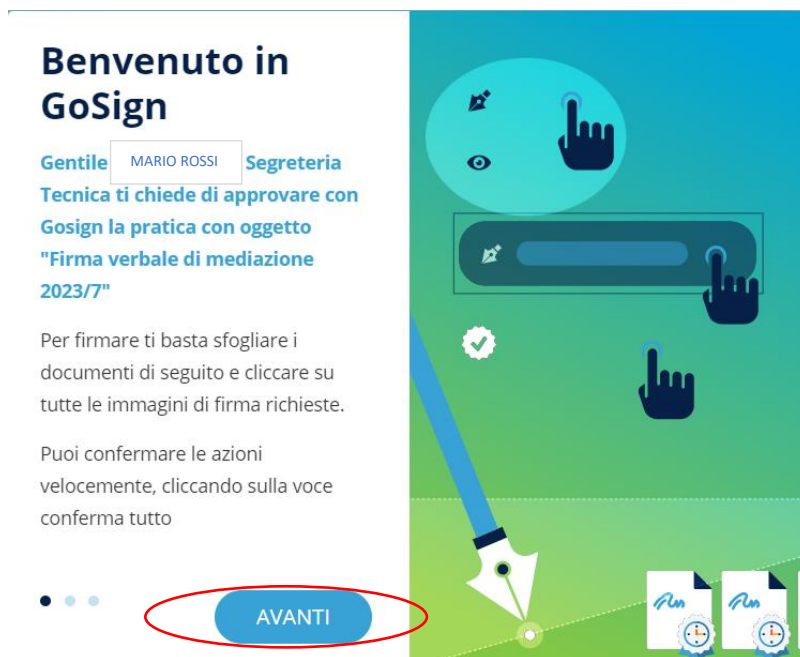 Benvenuto in
GoSign
Gentile MARIO ROSSI Segreteria
Tecnica ti chiede di approvare con
Gosign la pratica con oggetto
"Firma verbale di mediazione
2023/7"
Per firmare ti basta sfogliare i
documenti di seguito e cliccare su
tutte le immagini di firma richieste.
Puoi confermare le azioni
velocemente, cliccando sulla voce
conferma tutto
AVANTI